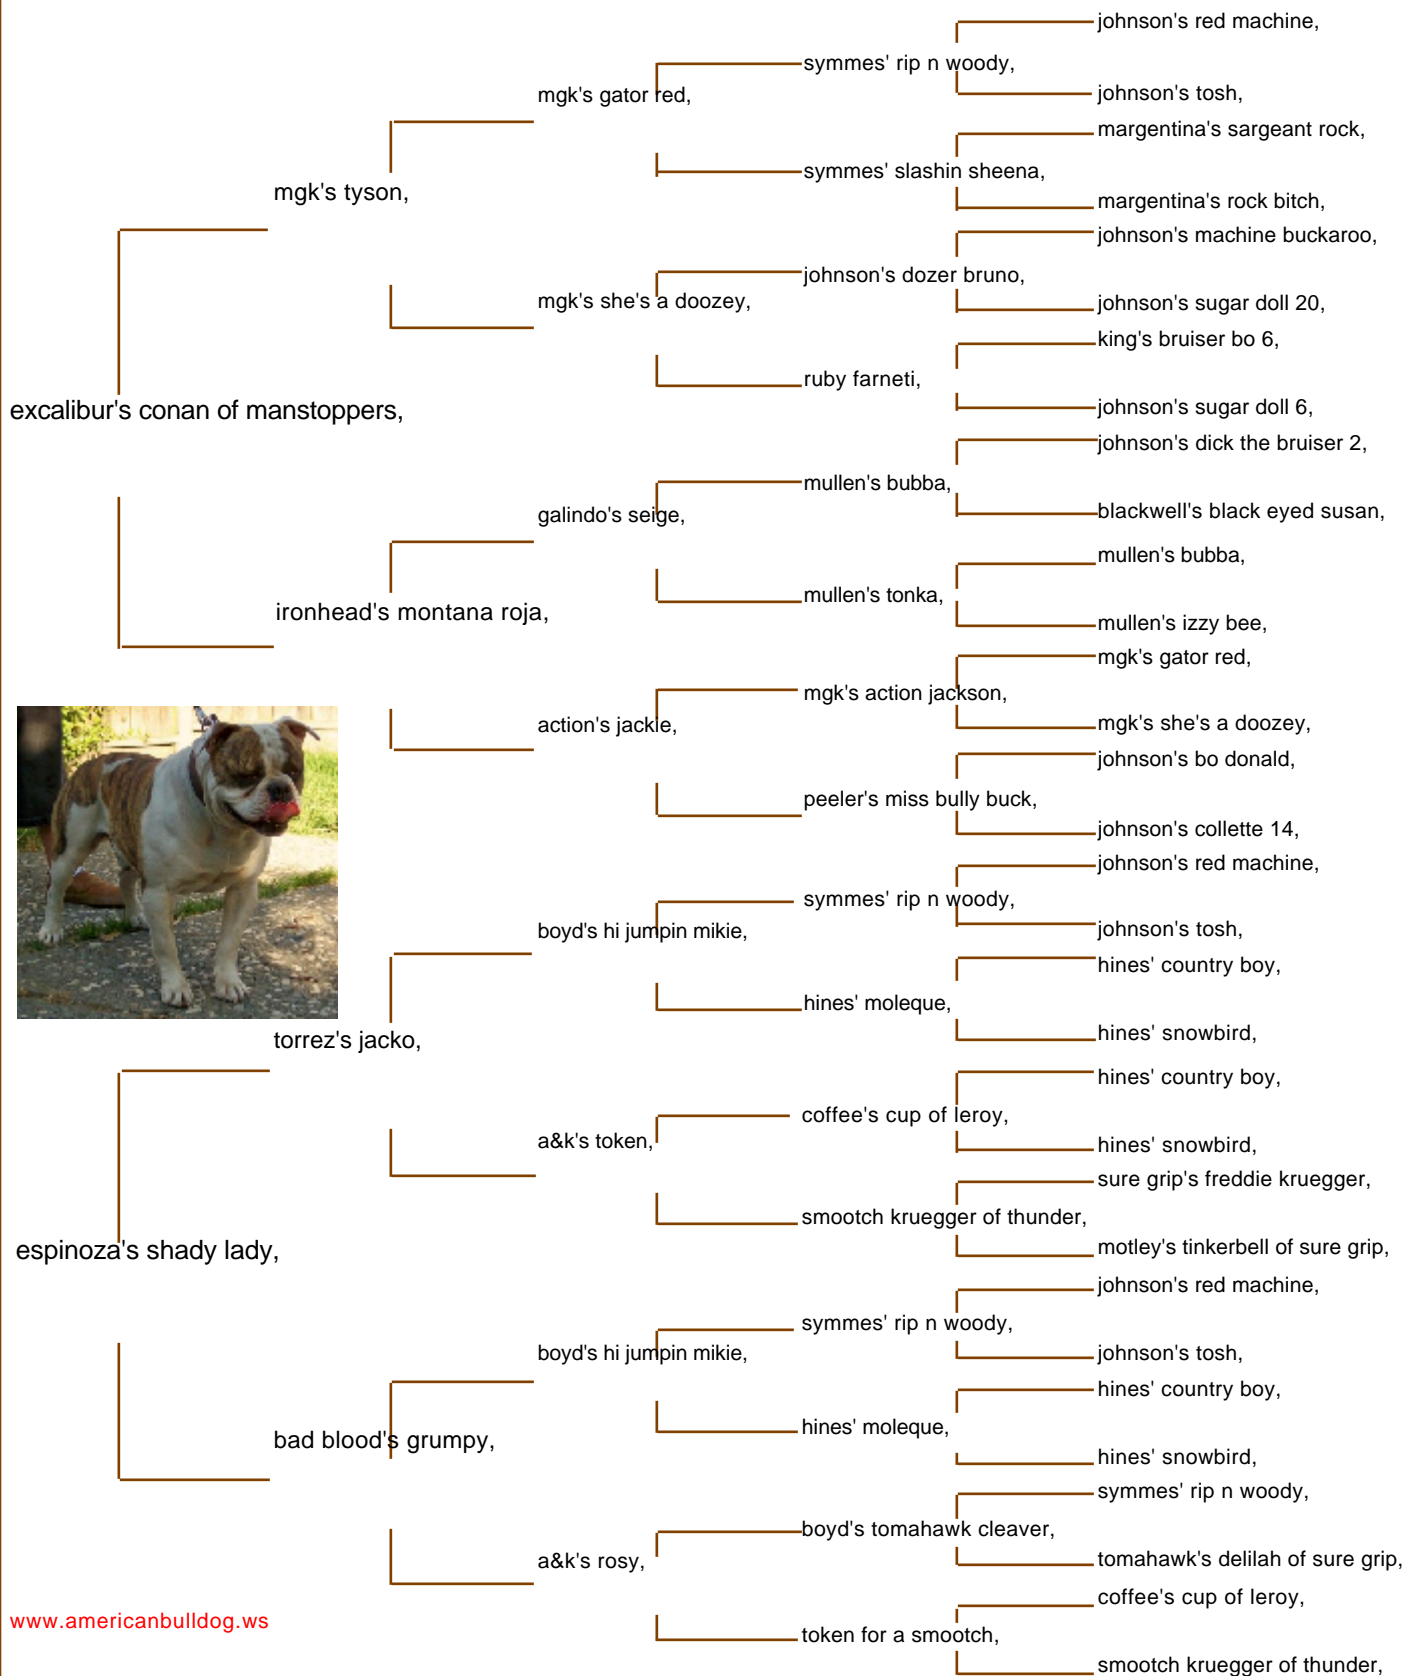 johnson's red machine,
symmes' rip n woody,
mgk's gator red,
johnson's tosh,
margentina's sargeant rock,
symmes' slashin sheena,
mgk's tyson,
margentina's rock bitch,
johnson's machine buckaroo,
johnson's dozer bruno,
mgk's she's a doozey,
johnson's sugar doll 20,
king's bruiser bo 6,
ruby farneti,
excalibur's conan of manstoppers,
johnson's sugar doll 6,
johnson's dick the bruiser 2,
mullen's bubba,
galindo's seige,
blackwell's black eyed susan,
mullen's bubba,
mullen's tonka,
ironhead's montana roja,
mullen's izzy bee,
mgk's gator red,
mgk's action jackson,
action's jackie,
mgk's she's a doozey,
johnson's bo donald,
peeler's miss bully buck,
johnson's collette 14,
johnson's red machine,
symmes' rip n woody,
boyd's hi jumpin mikie,
johnson's tosh,
hines' country boy,
hines' moleque,
torrez's jacko,
hines' snowbird,
hines' country boy,
coffee's cup of leroy,
a&k's token,
hines' snowbird,
sure grip's freddie kruegger,
smootch kruegger of thunder,
espinoza's shady lady,
motley's tinkerbell of sure grip,
johnson's red machine,
symmes' rip n woody,
boyd's hi jumpin mikie,
johnson's tosh,
hines' country boy,
hines' moleque,
bad blood's grumpy,
hines' snowbird,
symmes' rip n woody,
boyd's tomahawk cleaver,
a&k's rosy,
tomahawk's delilah of sure grip,
coffee's cup of leroy,
www.americanbulldog.ws
token for a smootch,
smootch kruegger of thunder,